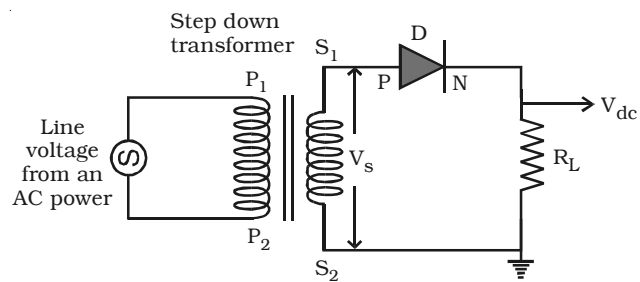 Step down
transformer
S1
D
P
N
P1
Vdc
Line
voltage
from an
AC power
S
Vs
RL
P2
S2